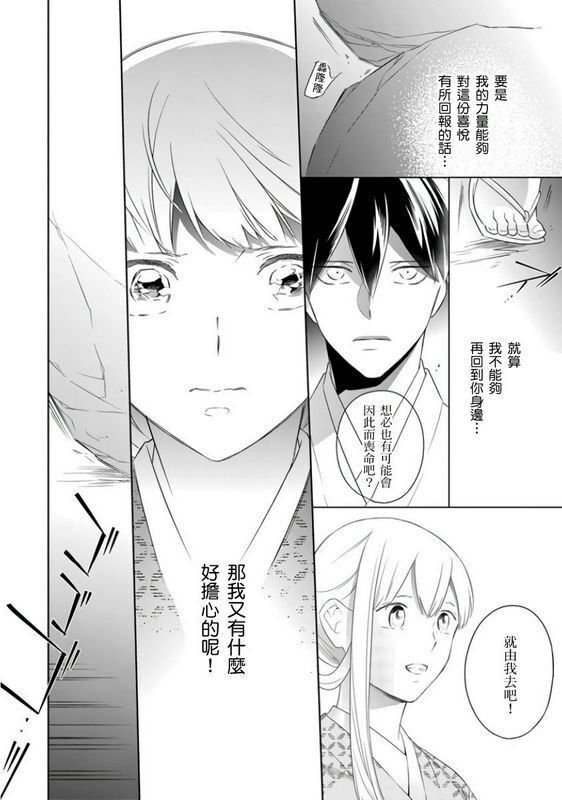 要是
我的力量能夠
對這份喜悅
有所回報的話…
轟隆隆
就算
我不能夠
再回到你身邊…
想必也有可能會
因此而喪命吧？
就由我去吧！
那我又有什麼
好擔心的呢！